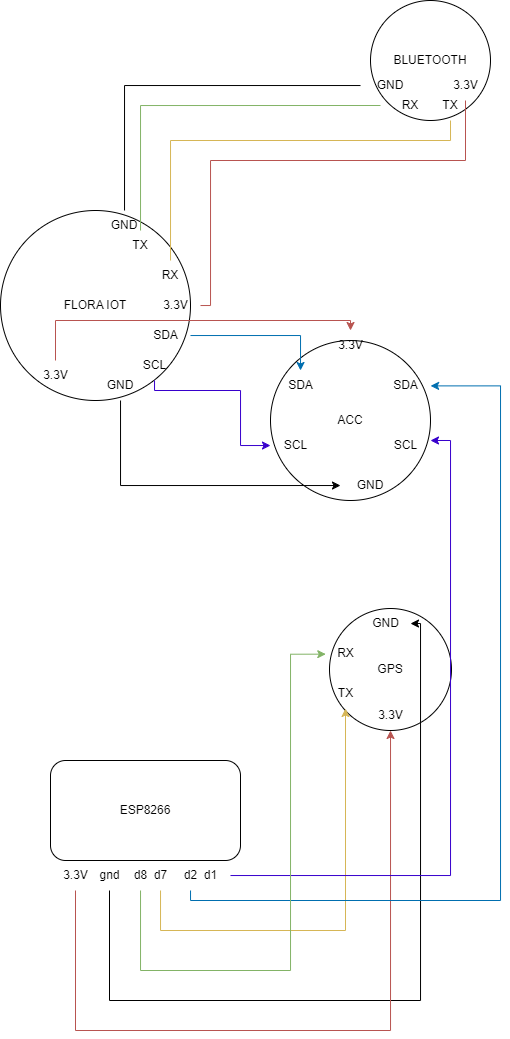 BLUETOOTH
GND 3.3V
RX TX
GND
TX
RX
FLORA IOT 3.3V
SDA
SCL
3.3V
GND
3.3V
SDA SDA
ACC
SCL SCL
GND
GND
RX
GPS
TX
3.3V
ESP8266
3.3V gnd d8 d7 d2 d1